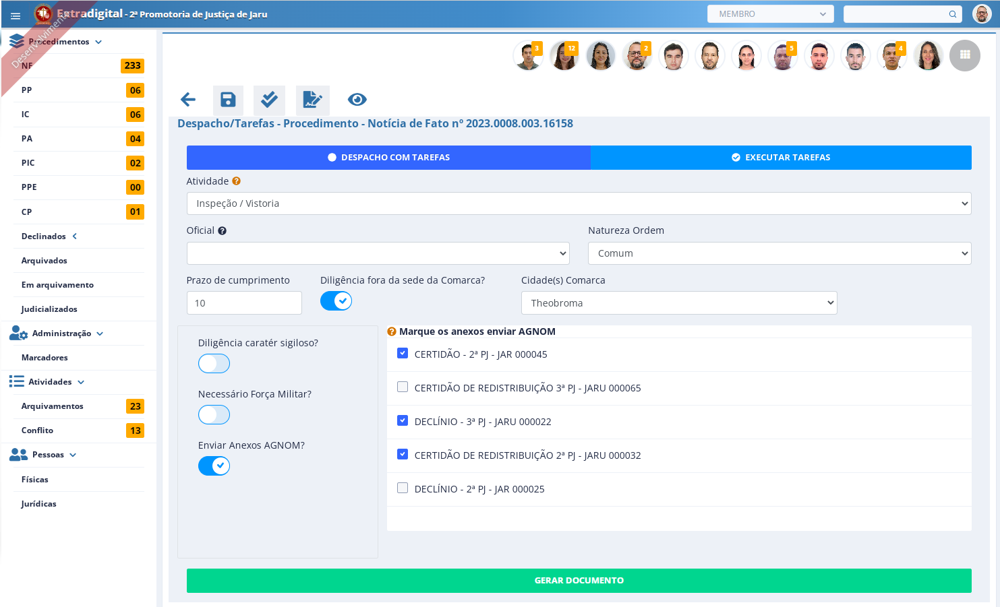 Entradigital - 2ª Promotoria de Justiça de Jaru
MEMBRO
Desenvolvimento
Procedimentos
NF 233
PP 06
IC 06
PA 04
PIC 02
PPE 00
CP 01
Declinados
Arquivados
Em arquivamento
Judicializados
Administração
Marcadores
Atividades
Arquivamentos 23
Conflito 13
Pessoas
Físicas
Jurídicas
3 12 2 5 4
Despacho/Tarefas - Procedimento - Notícia de Fato nº 2023.0008.003.16158
DESPACHO COM TAREFAS
EXECUTAR TAREFAS
Atividade
Inspeção / Vistoria
Oficial
Natureza Ordem
Comum
Prazo de cumprimento
Diligência fora da sede da Comarca?
Cidade(s) Comarca
10
Theobroma
Diligência caratér sigiloso?
Necessário Força Militar?
Enviar Anexos AGNOM?
Marque os anexos enviar AGNOM
CERTIDÃO - 2ª PJ - JAR 000045
CERTIDÃO DE REDISTRIBUIÇÃO 3ª PJ - JARU 000065
DECLÍNIO - 3ª PJ - JARU 000022
CERTIDÃO DE REDISTRIBUIÇÃO 2ª PJ - JARU 000032
DECLÍNIO - 2ª PJ - JAR 000025
GERAR DOCUMENTO